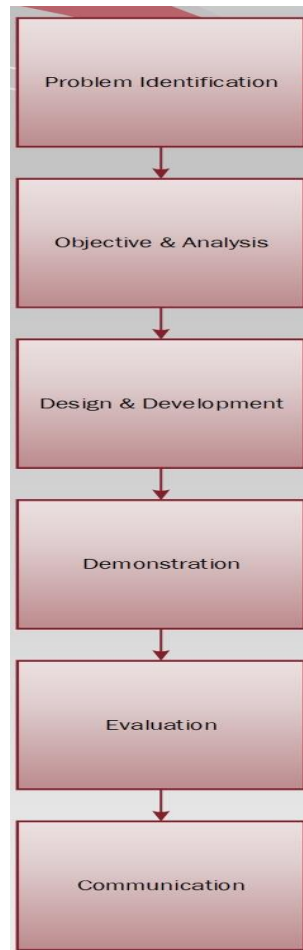 Problem Identification
Objective & Analysis
Design & Development
Demonstration
Evaluation
Communication